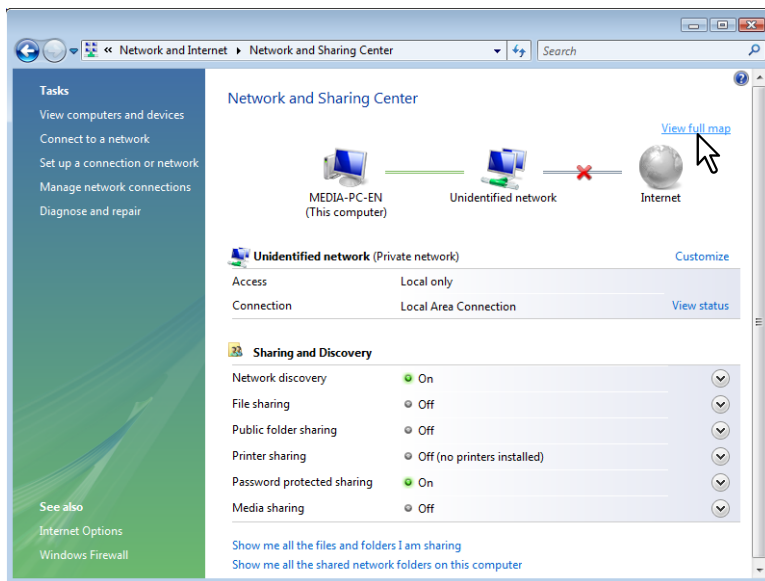 « Network and Internet ▸ Network and Sharing Center
Search
Tasks
View computers and devices
Connect to a network
Set up a connection or network
Manage network connections
Diagnose and repair
See also
Internet Options
Windows Firewall
Network and Sharing Center
View full map
MEDIA-PC-EN
(This computer)
Unidentified network
Internet
Unidentified network (Private network)
Customize
Access Local only
Connection Local Area Connection View status
Sharing and Discovery
Network discovery On
File sharing Off
Public folder sharing Off
Printer sharing Off (no printers installed)
Password protected sharing On
Media sharing Off
Show me all the files and folders I am sharing
Show me all the shared network folders on this computer